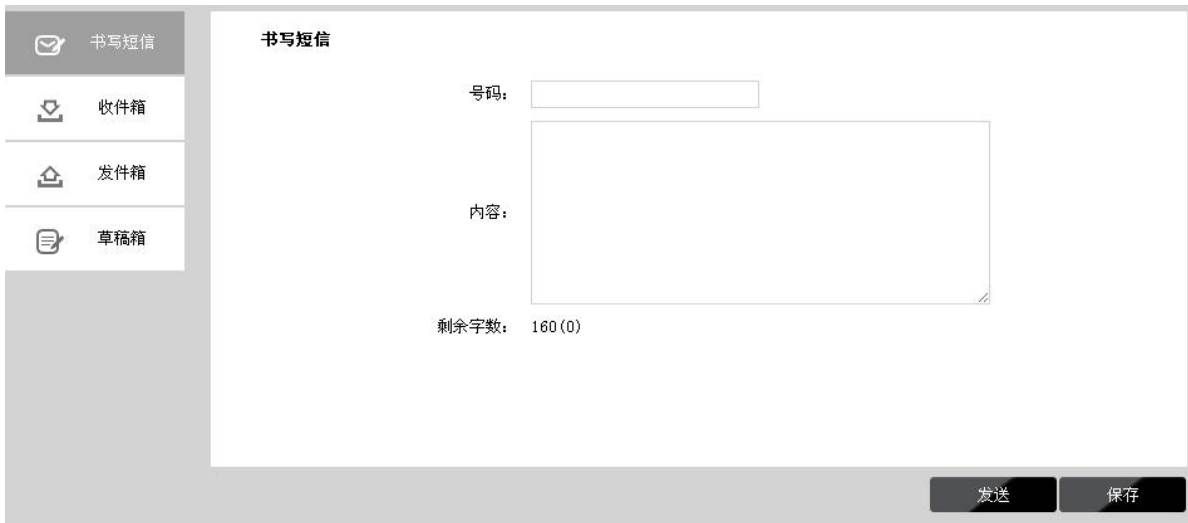 书写短信
收件箱
发件箱
草稿箱
书写短信
号码：
内容：
剩余字数： 160(0)
发送
保存